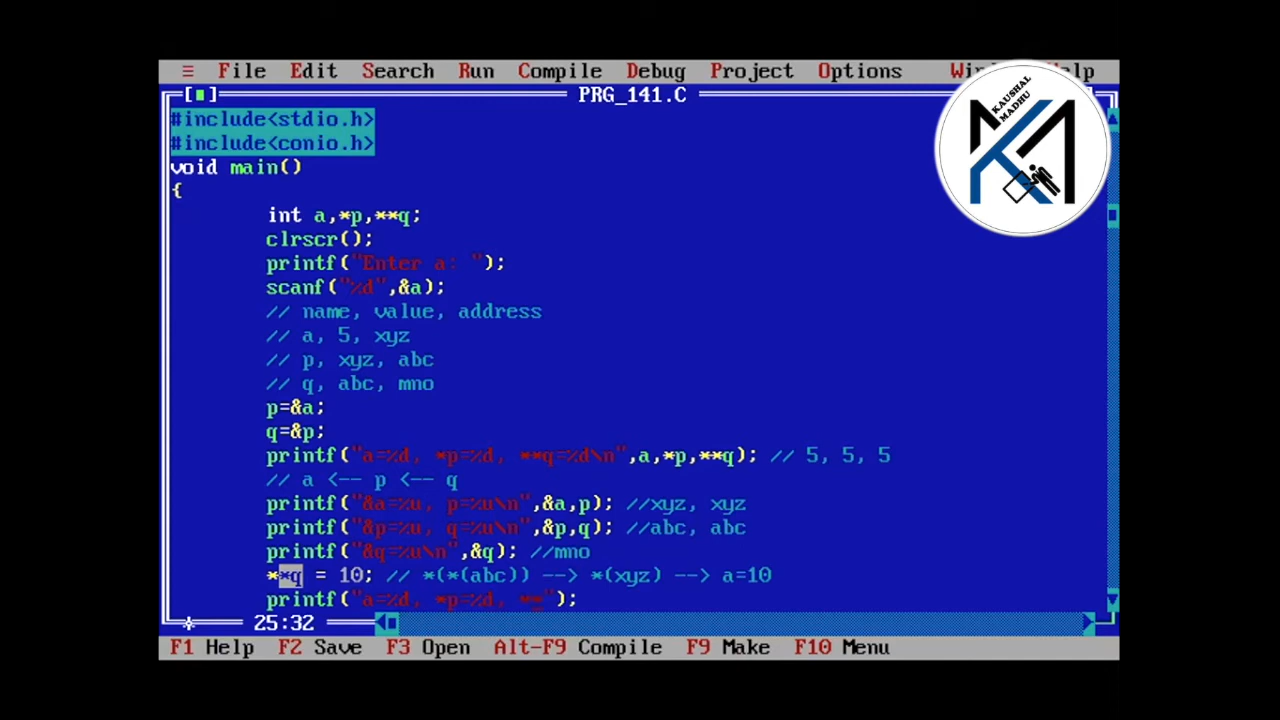 ≡ File Edit Search Run Compile Debug Project Options
KAUSHAL
MADHU
PRG_141.C
#include<stdio.h>
#include<conio.h>
void main()
{
int a,*p,**q;
clrscr();
printf("Enter a: ");
scanf("%d",&a);
// name, value, address
// a, 5, xyz
// p, xyz, abc
// q, abc, mno
p=&a;
q=&p;
printf("a=%d, *p=%d, **q=%d\n",a,*p,**q); // 5, 5, 5
// a <-- p <-- q
printf("&a=%u, p=%u\n",&a,p); //xyz, xyz
printf("&p=%u, q=%u\n",&p,q); //abc, abc
printf("&q=%u\n",&q); //mno
**q = 10; // *(*(abc)) --> *(xyz) --> a=10
printf("a=%d, *p=%d, **");
25:32
F1 Help F2 Save F3 Open Alt-F9 Compile F9 Make F10 Menu